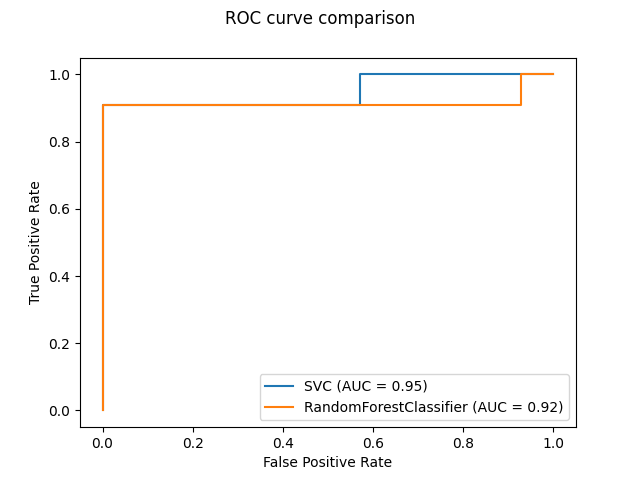 ROC curve comparison
1.0
0.8
0.6
0.4
0.2
0.0
True Positive Rate
SVC (AUC = 0.95)
RandomForestClassifier (AUC = 0.92)
0.0 0.2 0.4 0.6 0.8 1.0
False Positive Rate